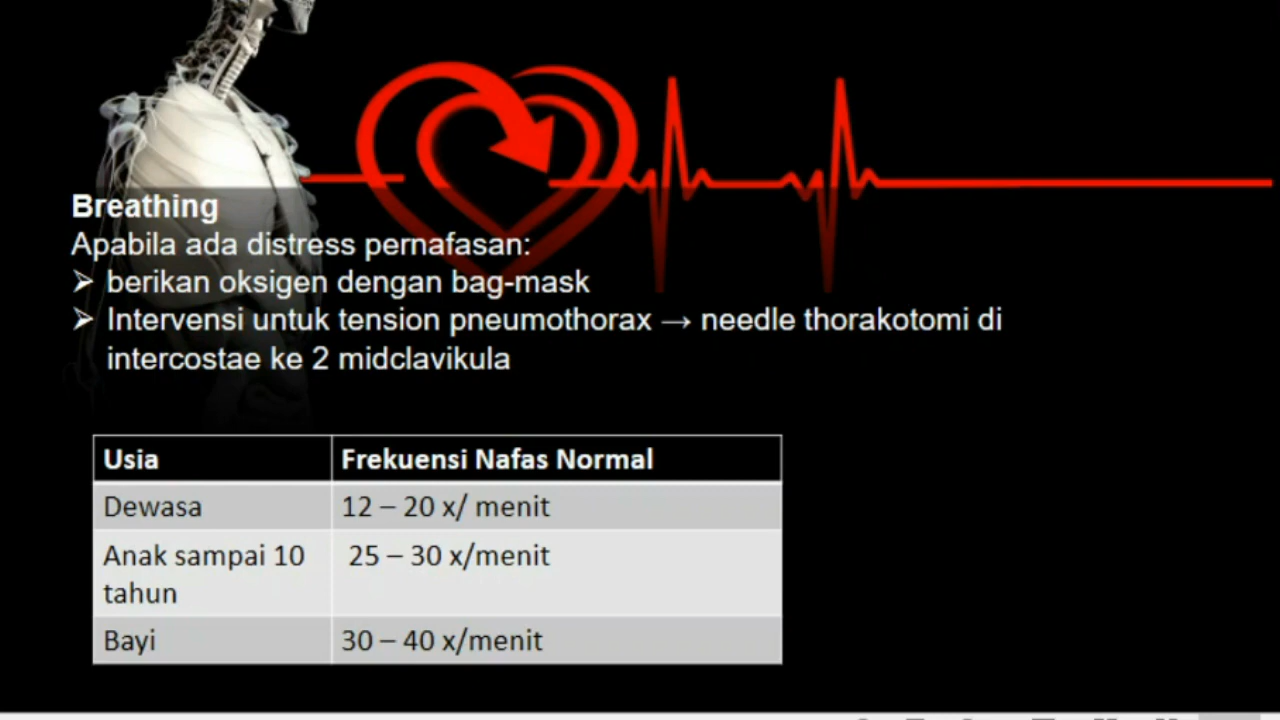 Breathing
Apabila ada distress pernafasan:
➢ berikan oksigen dengan bag-mask
➢ Intervensi untuk tension pneumothorax → needle thorakotomi di
intercostae ke 2 midclavikula
Usia Frekuensi Nafas Normal
Dewasa 12 – 20 x/ menit
Anak sampai 10 25 – 30 x/menit
tahun
Bayi 30 – 40 x/menit